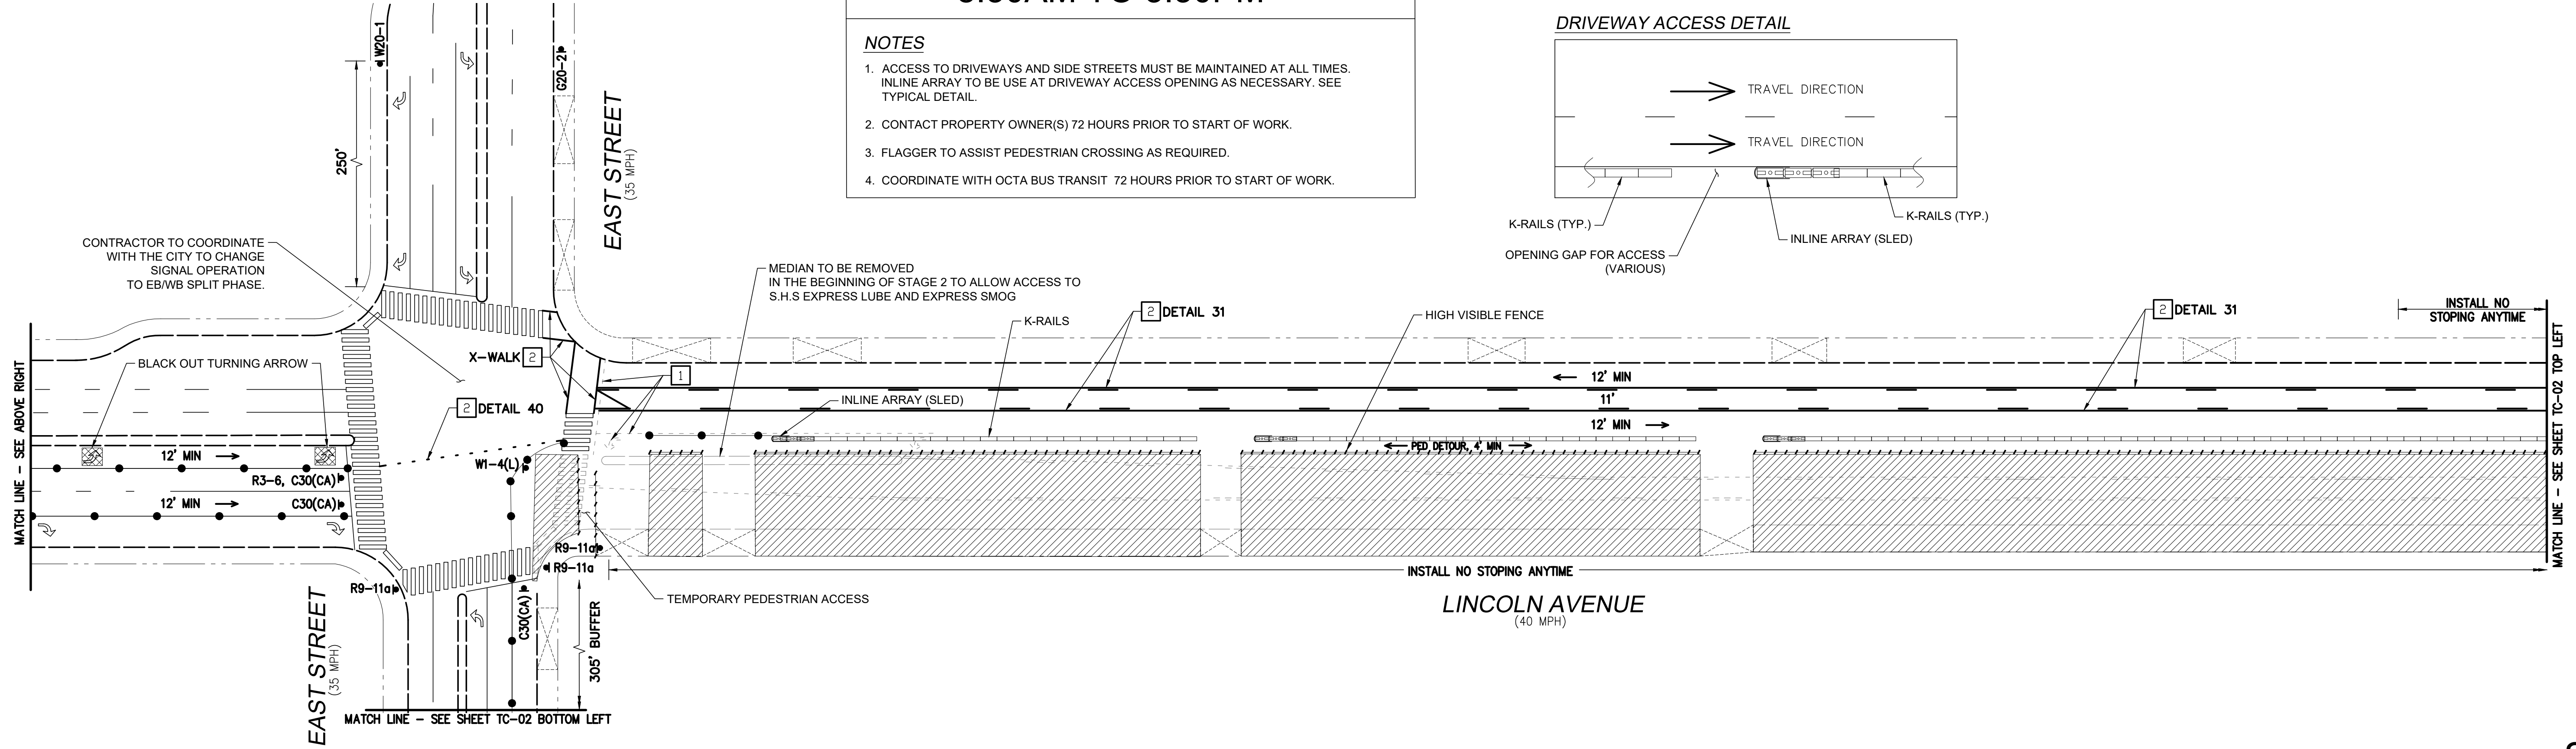 NOTES
1. ACCESS TO DRIVEWAYS AND SIDE STREETS MUST BE MAINTAINED AT ALL TIMES.
INLINE ARRAY TO BE USE AT DRIVEWAY ACCESS OPENING AS NECESSARY. SEE
TYPICAL DETAIL.
2. CONTACT PROPERTY OWNER(S) 72 HOURS PRIOR TO START OF WORK.
3. FLAGGER TO ASSIST PEDESTRIAN CROSSING AS REQUIRED.
4. COORDINATE WITH OCTA BUS TRANSIT 72 HOURS PRIOR TO START OF WORK.
DRIVEWAY ACCESS DETAIL
TRAVEL DIRECTION
TRAVEL DIRECTION
K-RAILS (TYP.)
K-RAILS (TYP.)
INLINE ARRAY (SLED)
OPENING GAP FOR ACCESS
(VARIOUS)
W20-1
G20-2
250'
EAST STREET
(35 MPH)
CONTRACTOR TO COORDINATE
WITH THE CITY TO CHANGE
SIGNAL OPERATION
TO EB/WB SPLIT PHASE.
MEDIAN TO BE REMOVED
IN THE BEGINNING OF STAGE 2 TO ALLOW ACCESS TO
S.H.S EXPRESS LUBE AND EXPRESS SMOG
K-RAILS
2 DETAIL 31
HIGH VISIBLE FENCE
2 DETAIL 31
INSTALL NO
STOPING ANYTIME
MATCH LINE - SEE ABOVE RIGHT
BLACK OUT TURNING ARROW
X-WALK 2
1
12' MIN
11'
12' MIN
INLINE ARRAY (SLED)
2 DETAIL 40
PED DETOUR, 4' MIN
12' MIN
W1-4(L)
R3-6, C30(CA)
12' MIN
C30(CA)
R9-11a
R9-11a
R9-11a
C30(CA)
305' BUFFER
TEMPORARY PEDESTRIAN ACCESS
INSTALL NO STOPING ANYTIME
LINCOLN AVENUE
(40 MPH)
MATCH LINE - SEE SHEET TC-02 TOP LEFT
EAST STREET
(35 MPH)
MATCH LINE - SEE SHEET TC-02 BOTTOM LEFT